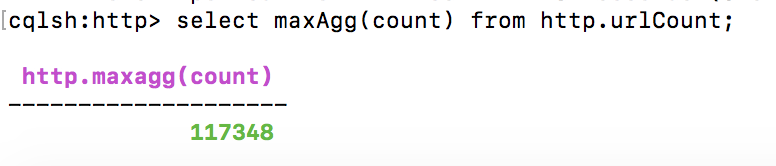 [cqlsh:http> select maxAgg(count) from http.urlCount;
http.maxagg(count)
--------------------
117348